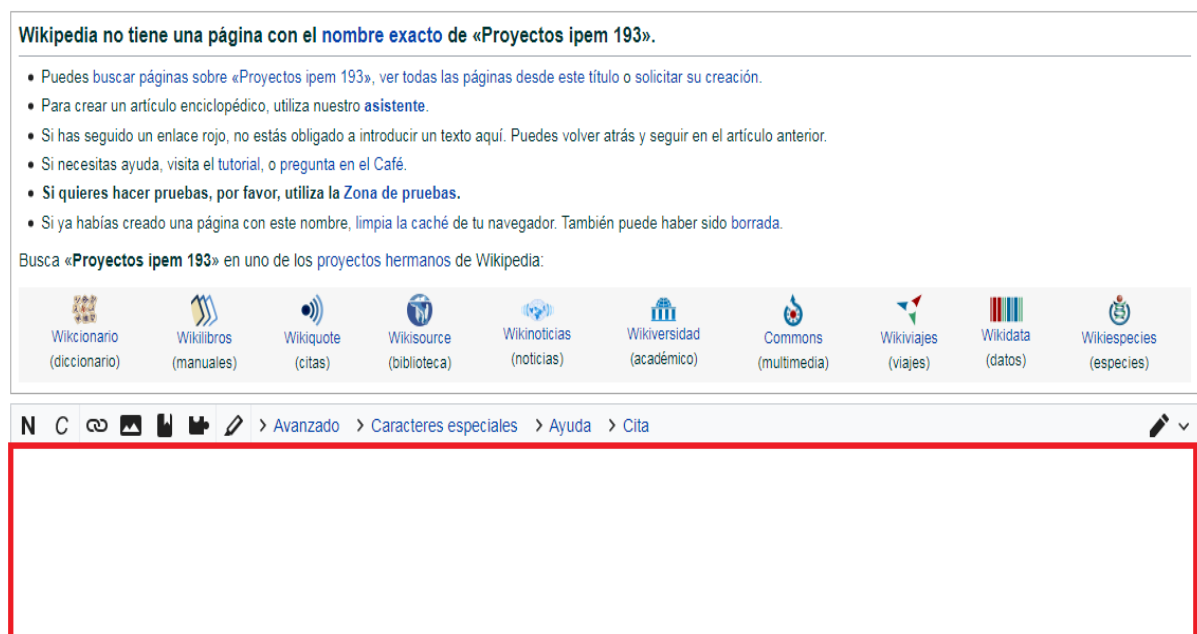 Wikipedia no tiene una página con el nombre exacto de «Proyectos ipem 193».
• Puedes buscar páginas sobre «Proyectos ipem 193», ver todas las páginas desde este título o solicitar su creación.
• Para crear un artículo enciclopédico, utiliza nuestro asistente.
• Si has seguido un enlace rojo, no estás obligado a introducir un texto aquí. Puedes volver atrás y seguir en el artículo anterior.
• Si necesitas ayuda, visita el tutorial, o pregunta en el Café.
• Si quieres hacer pruebas, por favor, utiliza la Zona de pruebas.
• Si ya habías creado una página con este nombre, limpia la caché de tu navegador. También puede haber sido borrada.
Busca «Proyectos ipem 193» en uno de los proyectos hermanos de Wikipedia:
Wikcionario Wikilibros Wikiquote Wikisource Wikinoticias Wikiversidad Commons Wikiviajes Wikidata Wikiespecies
(diccionario) (manuales) (citas) (biblioteca) (noticias) (académico) (multimedia) (viajes) (datos) (especies)
N C > Avanzado > Caracteres especiales > Ayuda > Cita